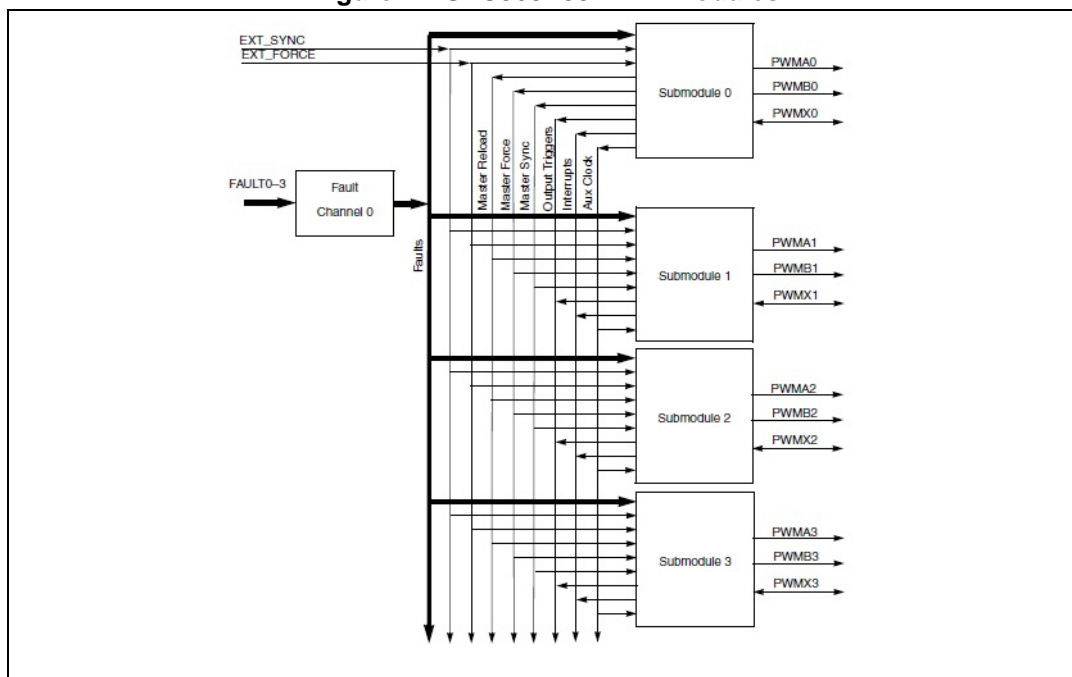 EXT_SYNC
EXT_FORCE
Master Reload
Master Force
Master Sync
Output Triggers
Interrupts
Aux Clock
Submodule 0
PWMA0
PWMB0
PWMX0
FAULT0–3
Fault
Channel 0
Faults
Submodule 1
PWMA1
PWMB1
PWMX1
Submodule 2
PWMA2
PWMB2
PWMX2
Submodule 3
PWMA3
PWMB3
PWMX3